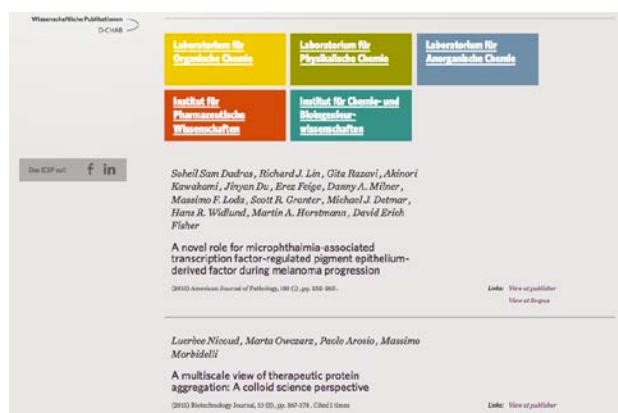 Wissenschaftliche Publikationen
D-CHAB
Laboratorium für
Organische Chemie
Laboratorium für
Physikalische Chemie
Laboratorium für
Anorganische Chemie
Institut für
Pharmazeutische
Wissenschaften
Institut für Chemie- und
Bioingenieur-
wissenschaften
Das ICBP auf:
Soheil Sam Dadras, Richard J. Lin, Gita Razavi, Akinori
Kawakami, Jinyan Du, Erez Feige, Danny A. Milner,
Massimo F. Loda, Scott R. Granter, Michael J. Detmar,
Hans R. Widlund, Martin A. Horstmann, David Erich
Fisher
A novel role for microphthalmia-associated
transcription factor-regulated pigment epithelium-
derived factor during melanoma progression
(2015) American Journal of Pathology, pp.
Links: View at publisher
View at Scopus
Luerbee Nicoud, Marta Owczarz, Paolo Arosio, Massimo
Morbidelli
A multiscale view of therapeutic protein
aggregation: A colloid science perspective
(2015) Biotechnology Journal, pp. 367-378, Cited 1 times
Links: View at publisher